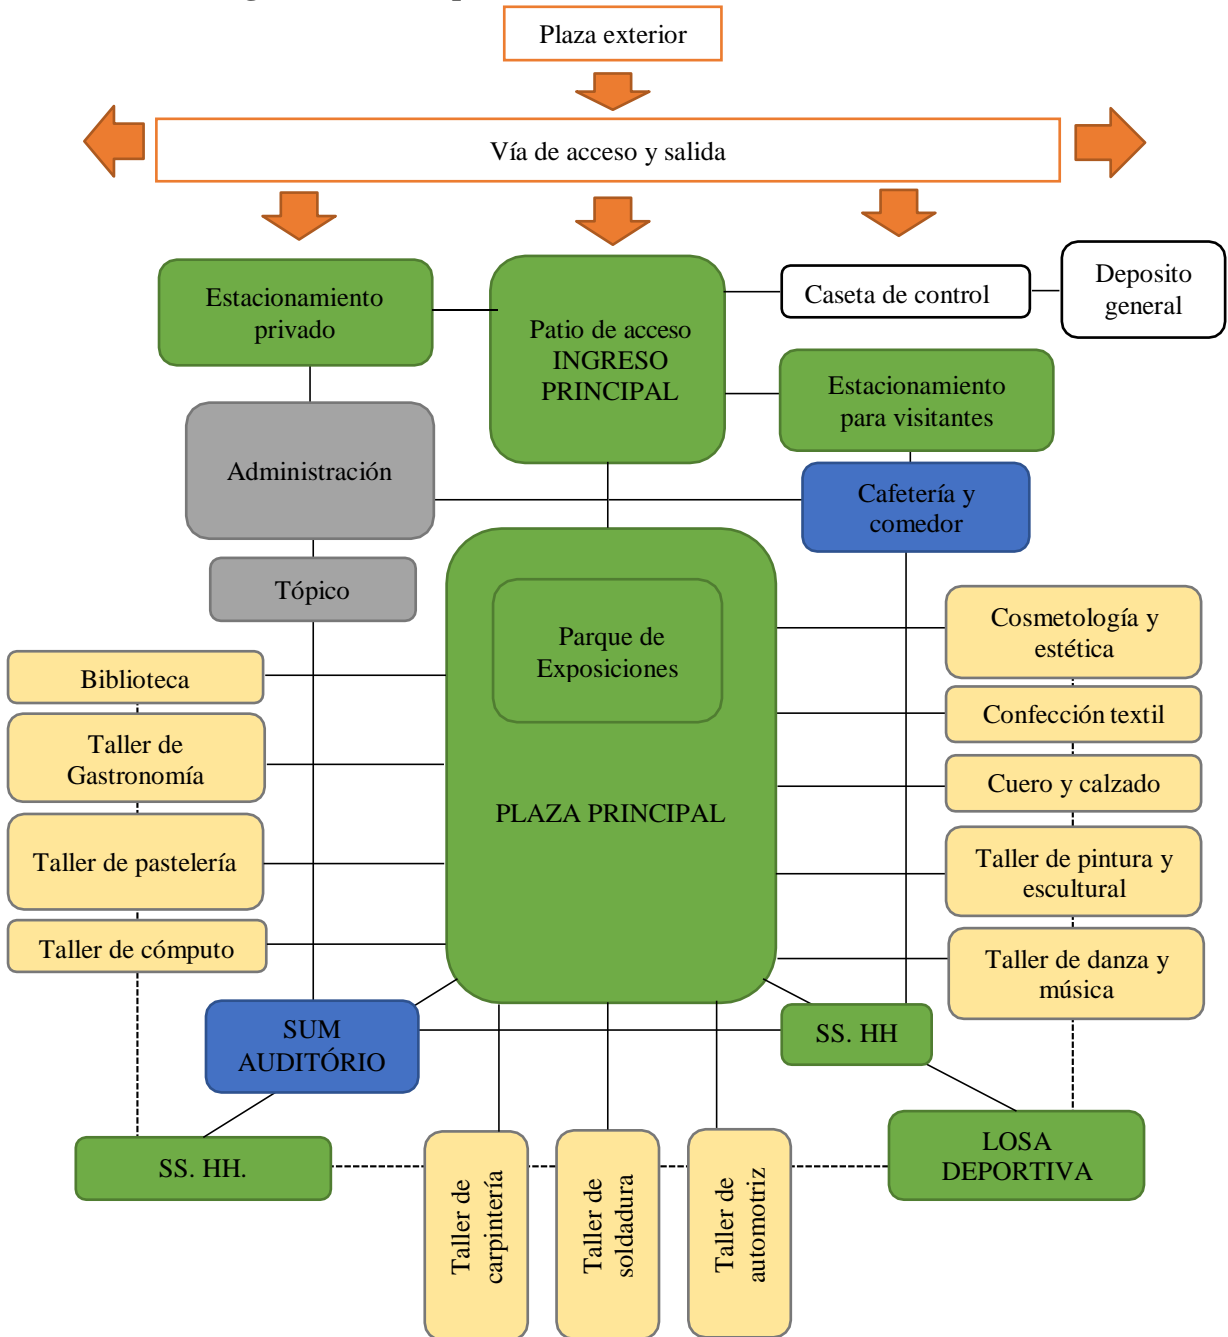 Plaza exterior
Vía de acceso y salida
Estacionamiento
privado
Patio de acceso
INGRESO
PRINCIPAL
Caseta de control
Deposito
general
Estacionamiento
para visitantes
Administración
Cafetería y
comedor
Tópico
Parque de
Exposiciones
PLAZA PRINCIPAL
Biblioteca
Taller de
Gastronomía
Taller de pastelería
Taller de cómputo
Cosmetología y
estética
Confección textil
Cuero y calzado
Taller de pintura y
escultural
Taller de danza y
música
SUM
AUDITÓRIO
SS. HH
SS. HH.
LOSA
DEPORTIVA
Taller de
carpintería
Taller de
soldadura
Taller de
automotriz